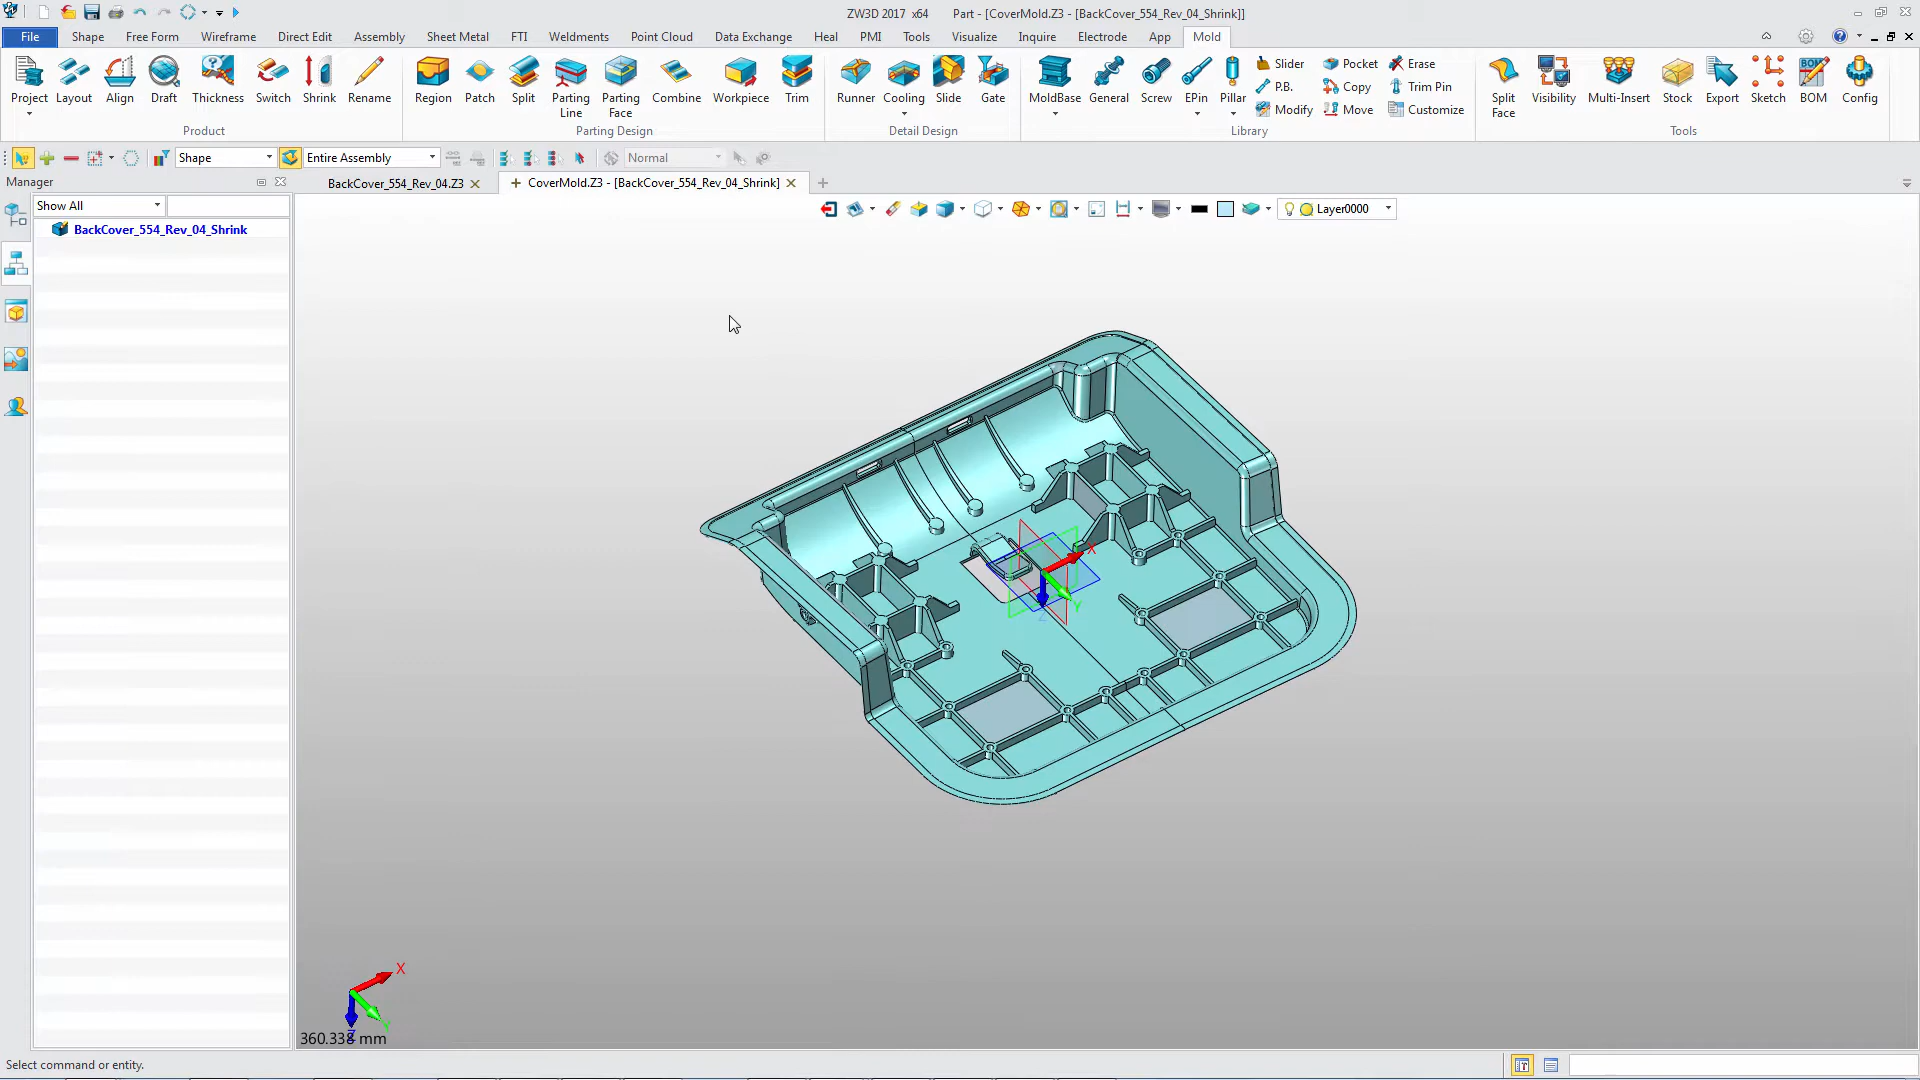 ZW3D 2017 x64 Part - [CoverMold.Z3 - [BackCover_554_Rev_04_Shrink]]
File Shape Free Form Wireframe Direct Edit Assembly Sheet Metal FTI Weldments Point Cloud Data Exchange Heal PMI Tools Visualize Inquire Electrode App Mold
Project Layout Align Draft Thickness Switch Shrink Rename
Product
Region Patch Split Parting Line Parting Face Combine Workpiece Trim
Parting Design
Runner Cooling Slide Gate
Detail Design
MoldBase General Screw EPin Pillar
Slider Pocket Erase
P.B. Copy Trim Pin
Modify Move Customize
Library
Split Face Visibility Multi-Insert Stock Export Sketch BOM Config
BOM
Tools
Shape Entire Assembly Normal
Manager
BackCover_554_Rev_04.Z3 CoverMold.Z3 - [BackCover_554_Rev_04_Shrink]
Show All
Layer0000
BackCover_554_Rev_04_Shrink
X
Y
Z
X
Y
Z
360.338 mm
Select command or entity.